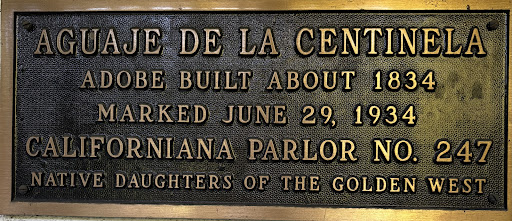 AGUAJE DE LA CENTINELA
ADOBE BUILT ABOUT 1834
MARKED JUNE 29, 1934
CALIFORNIANA PARLOR NO. 247
NATIVE DAUGHTERS OF THE GOLDEN WEST